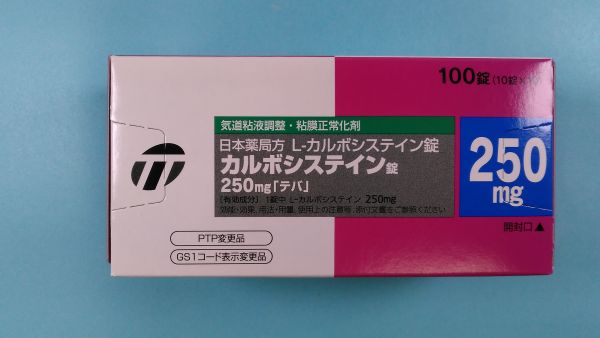 100錠 (10錠×10)
気道粘液調整・粘膜正常化剤
日本薬局方 L-カルボシステイン錠
カルボシステイン錠
250mg「テバ」
［有効成分］1錠中 L-カルボシステイン 250mg
効能・効果、用法・用量、使用上の注意等、添付文書をご参照ください
250
mg
開封口▲
PTP変更品
GS1コード表示変更品